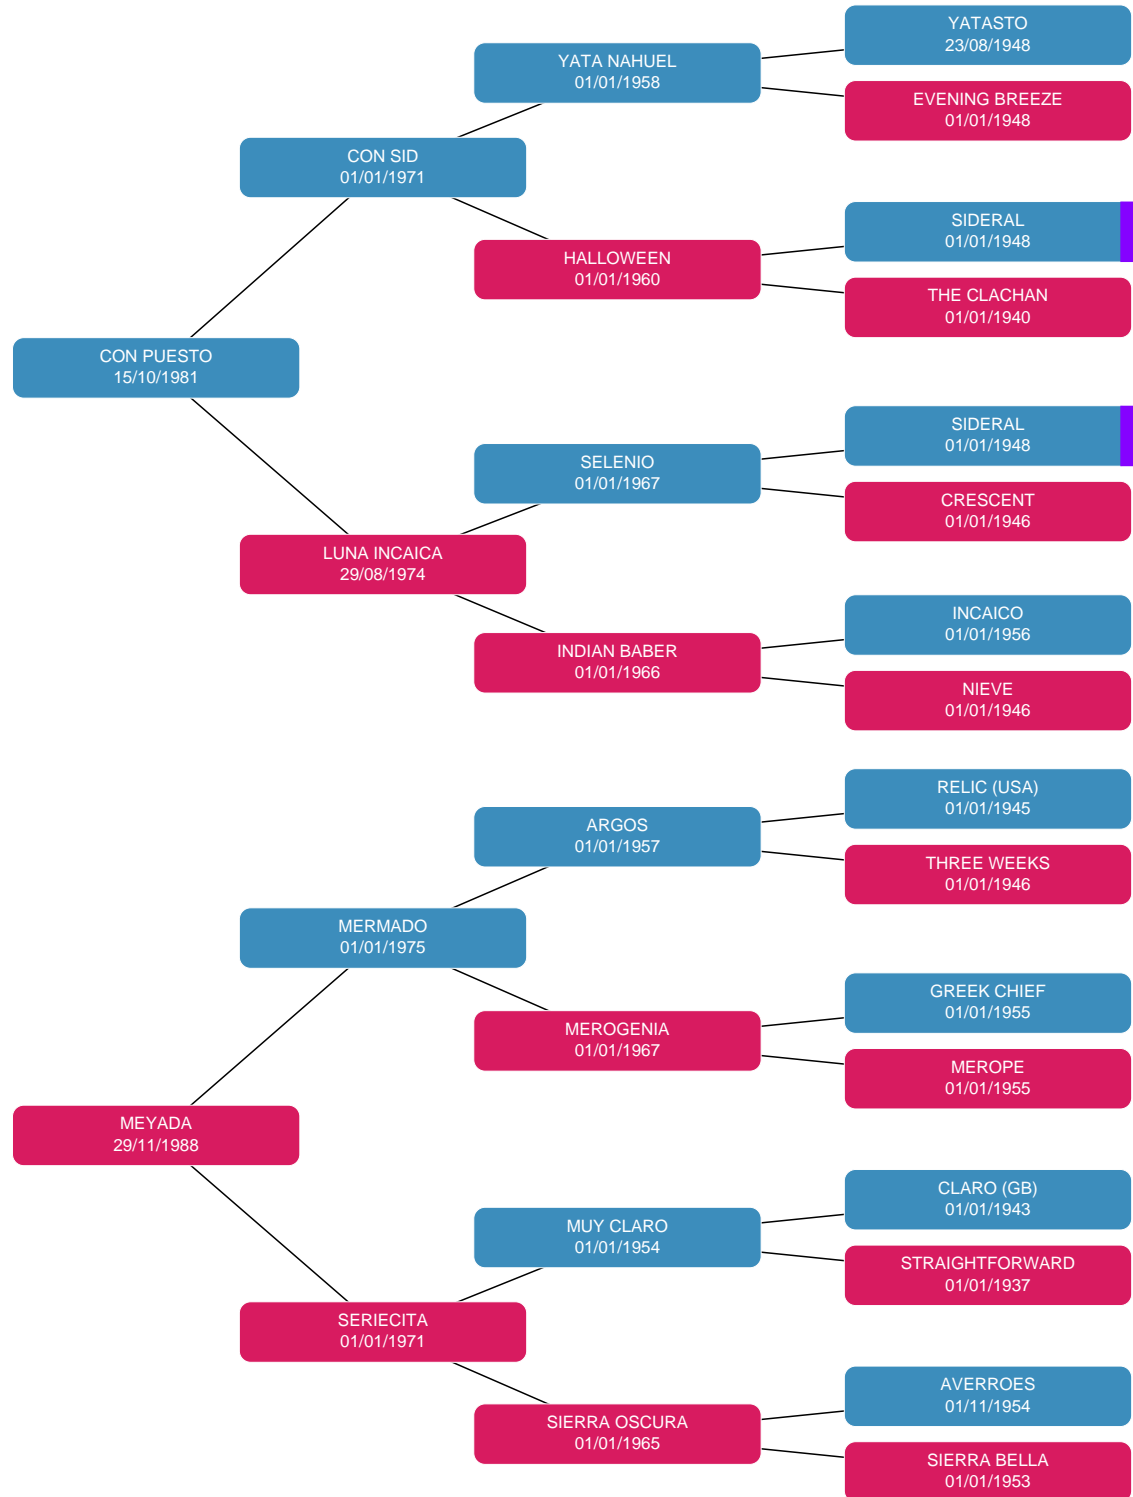 YATASTO
23/08/1948
YATA NAHUEL
01/01/1958
EVENING BREEZE
01/01/1948
CON SID
01/01/1971
SIDERAL
01/01/1948
HALLOWEEN
01/01/1960
THE CLACHAN
01/01/1940
CON PUESTO
15/10/1981
SIDERAL
01/01/1948
SELENIO
01/01/1967
CRESCENT
01/01/1946
LUNA INCAICA
29/08/1974
INCAICO
01/01/1956
INDIAN BABER
01/01/1966
NIEVE
01/01/1946
RELIC (USA)
01/01/1945
ARGOS
01/01/1957
THREE WEEKS
01/01/1946
MERMADO
01/01/1975
GREEK CHIEF
01/01/1955
MEROGENIA
01/01/1967
MEROPE
01/01/1955
MEYADA
29/11/1988
CLARO (GB)
01/01/1943
MUY CLARO
01/01/1954
STRAIGHTFORWARD
01/01/1937
SERIECITA
01/01/1971
AVERROES
01/11/1954
SIERRA OSCURA
01/01/1965
SIERRA BELLA
01/01/1953